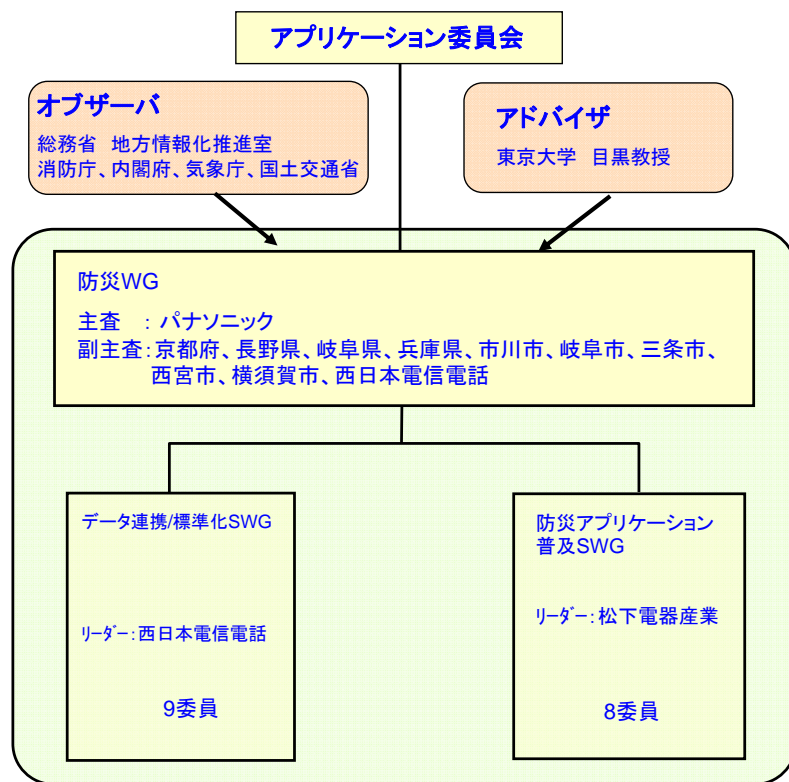 アプリケーション委員会
オブザーバ
総務省 地方情報化推進室
消防庁、内閣府、気象庁、国土交通省
アドバイザ
東京大学 目黒教授
防災WG
主査 : パナソニック
副主査:京都府、長野県、岐阜県、兵庫県、市川市、岐阜市、三条市、
西宮市、横須賀市、西日本電信電話
データ連携/標準化SWG
ﾘｰﾀﾞｰ:西日本電信電話
9委員
防災アプリケーション
普及SWG
ﾘｰﾀﾞｰ:松下電器産業
8委員